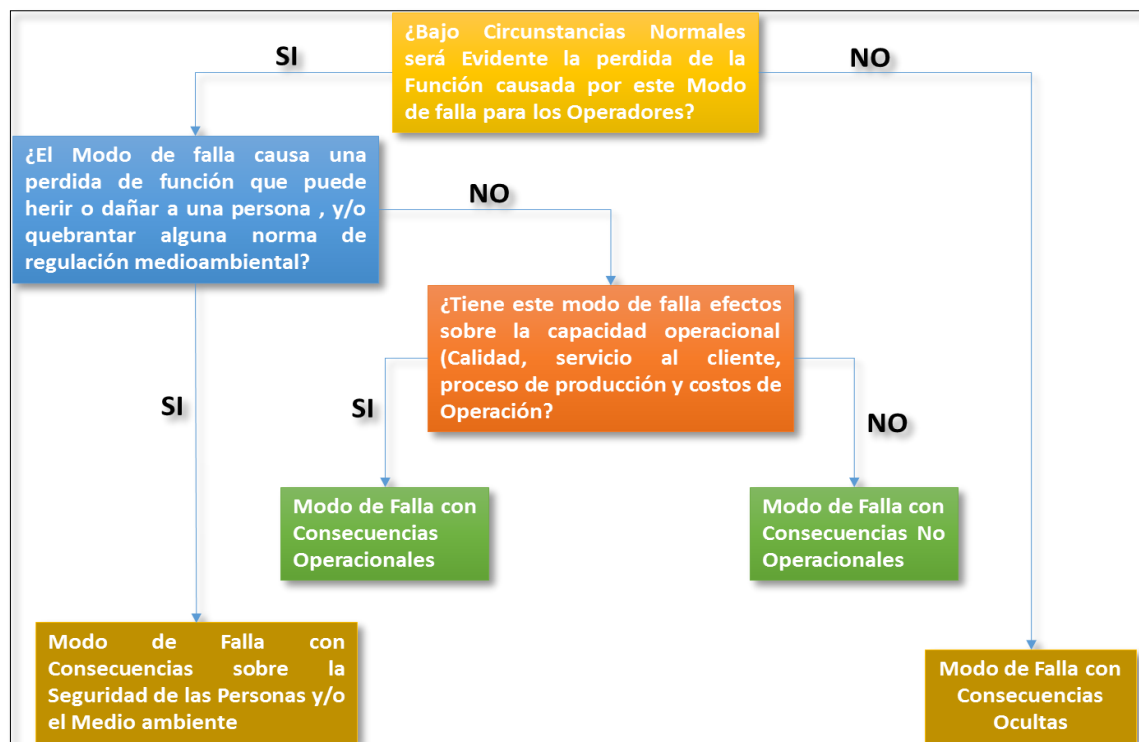 ¿Bajo Circunstancias Normales
será Evidente la perdida de la
Función causada por este Modo
de falla para los Operadores?
SI
NO
¿El Modo de falla causa una
perdida de función que puede
herir o dañar a una persona , y/o
quebrantar alguna norma de
regulación medioambiental?
NO
¿Tiene este modo de falla efectos
sobre la capacidad operacional
(Calidad, servicio al cliente,
proceso de producción y costos de
Operación?
SI
SI
NO
Modo de Falla con
Consecuencias
Operacionales
Modo de Falla con
Consecuencias No
Operacionales
Modo de Falla con
Consecuencias sobre la
Seguridad de las Personas y/o
el Medio ambiente
Modo de Falla con
Consecuencias
Ocultas